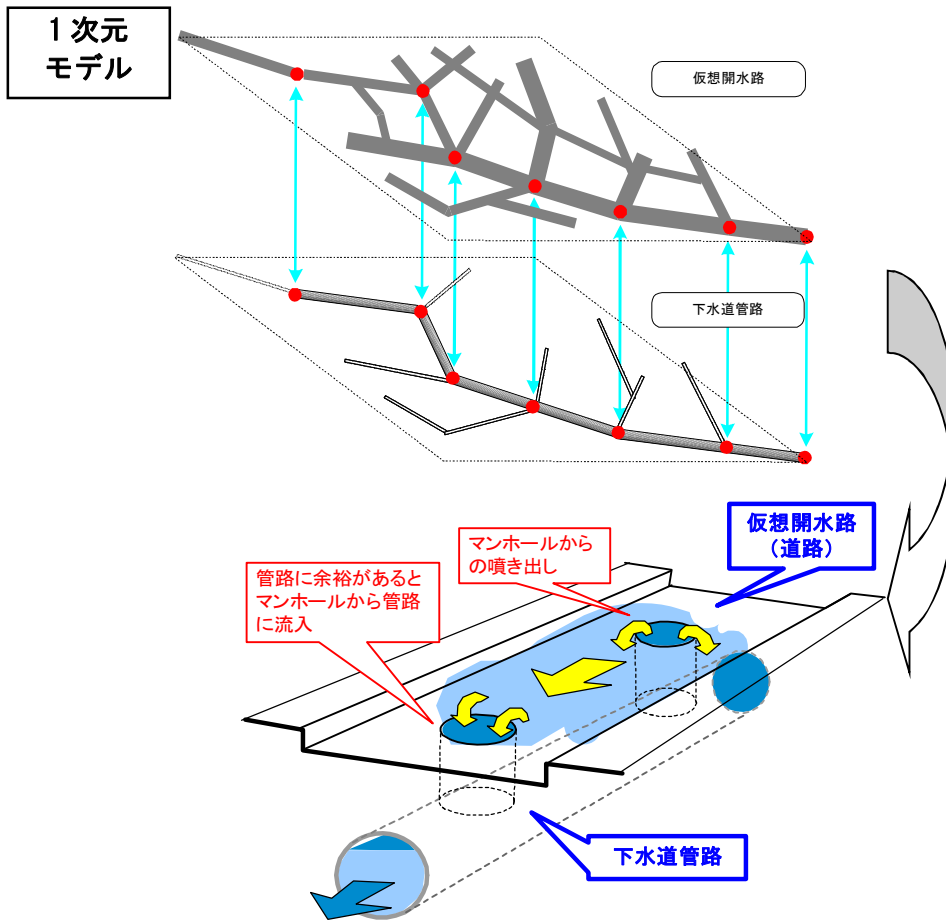 1次元
モデル
仮想開水路
下水道管路
仮想開水路
(道路)
マンホールから
の噴き出し
管路に余裕があると
マンホールから管路
に流入
下水道管路